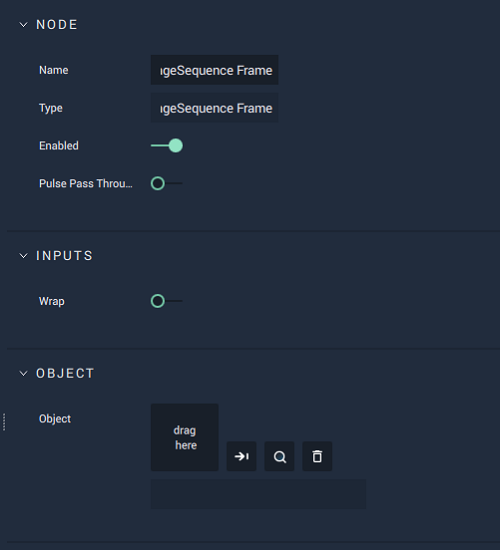 NODE
Name
ıgeSequence Frame
Type
ıgeSequence Frame
Enabled
Pulse Pass Throu...
INPUTS
Wrap
OBJECT
Object
drag
here